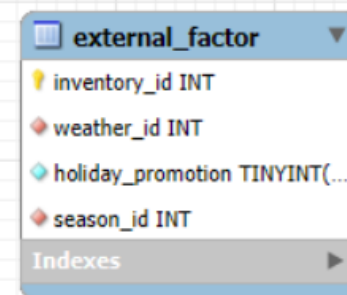 external_factor
inventory_id INT
weather_id INT
holiday_promotion TINYINT(...
season_id INT
Indexes